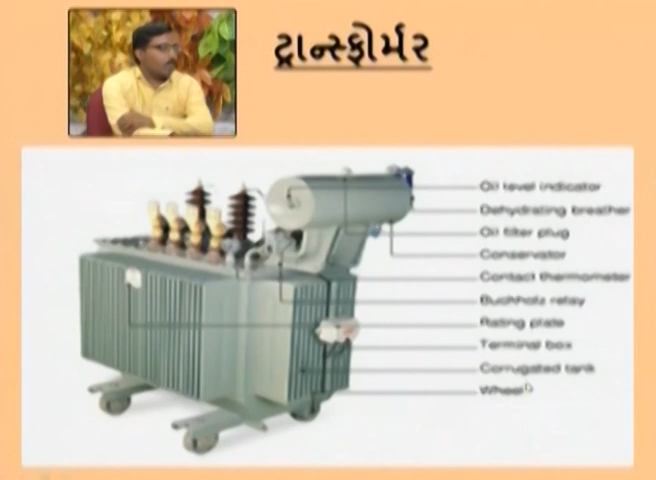 ટ્રાન્સફોર્મર
Oil level indicator
Dehydrating breather
Oil filter plug
Conservator
Contact thermometer
Buchholz relay
Rating plate
Terminal box
Corrugated tank
Wheel